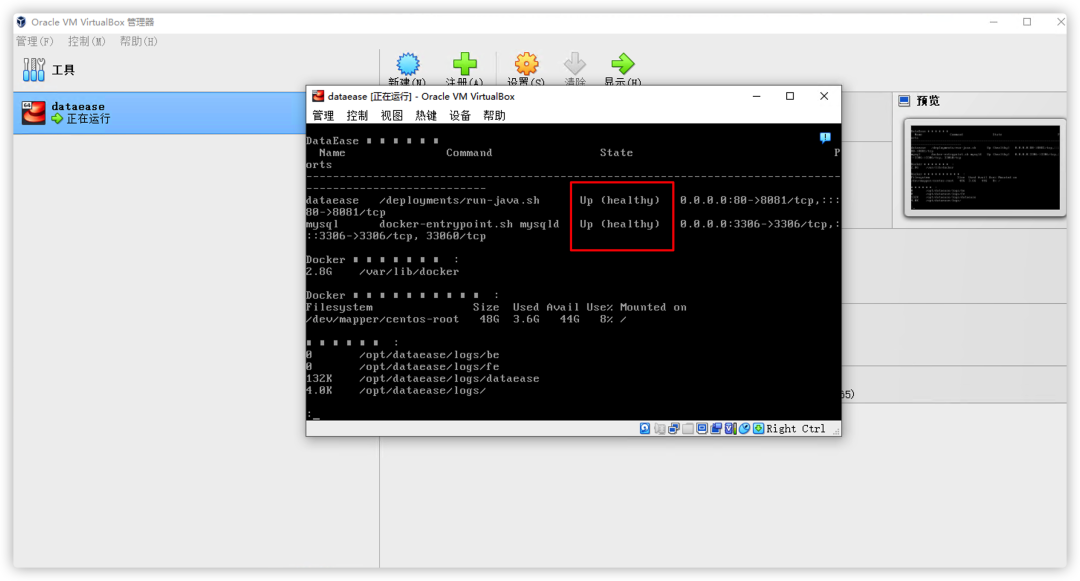 Oracle VM VirtualBox 管理器
管理(F) 控制(M) 帮助(H)
工具
新建(N) 注册(A) 设置(S) 清除 显示(H)
dataease
正在运行
预览
dataease [正在运行] - Oracle VM VirtualBox
管理 控制 视图 热键 设备 帮助
DataEase
Name Command State P
orts
--------------------------------------------------------------------------------
---------------------------
dataease /deployments/run-java.sh Up (healthy) 0.0.0.0:80->8081/tcp,:::
80->8081/tcp
mysql docker-entrypoint.sh mysqld Up (healthy) 0.0.0.0:3306->3306/tcp,:
::3306->3306/tcp, 33060/tcp
Docker :
2.8G /var/lib/docker
Docker :
Filesystem Size Used Avail Use% Mounted on
/dev/mapper/centos-root 48G 3.6G 44G 8% /
:
0 /opt/dataease/logs/be
0 /opt/dataease/logs/fe
132K /opt/dataease/logs/dataease
4.0K /opt/dataease/logs/
:_
65)
Right Ctrl